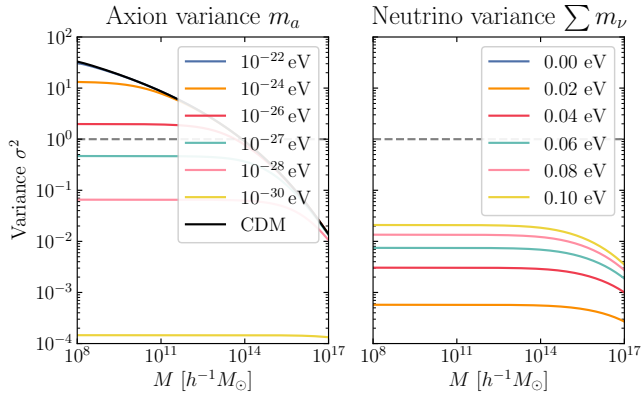 Axion variance $m_a$
Neutrino variance $\sum m_\nu$
Variance $\sigma^2$
$10^2$
$10^1$
$10^0$
$10^{-1}$
$10^{-2}$
$10^{-3}$
$10^{-4}$
$10^{-22}$ eV
$10^{-24}$ eV
$10^{-26}$ eV
$10^{-27}$ eV
$10^{-28}$ eV
$10^{-30}$ eV
CDM
0.00 eV
0.02 eV
0.04 eV
0.06 eV
0.08 eV
0.10 eV
$10^8$ $10^{11}$ $10^{14}$ $10^{17}$
$10^8$ $10^{11}$ $10^{14}$ $10^{17}$
$M$ $[h^{-1}M_\odot]$
$M$ $[h^{-1}M_\odot]$